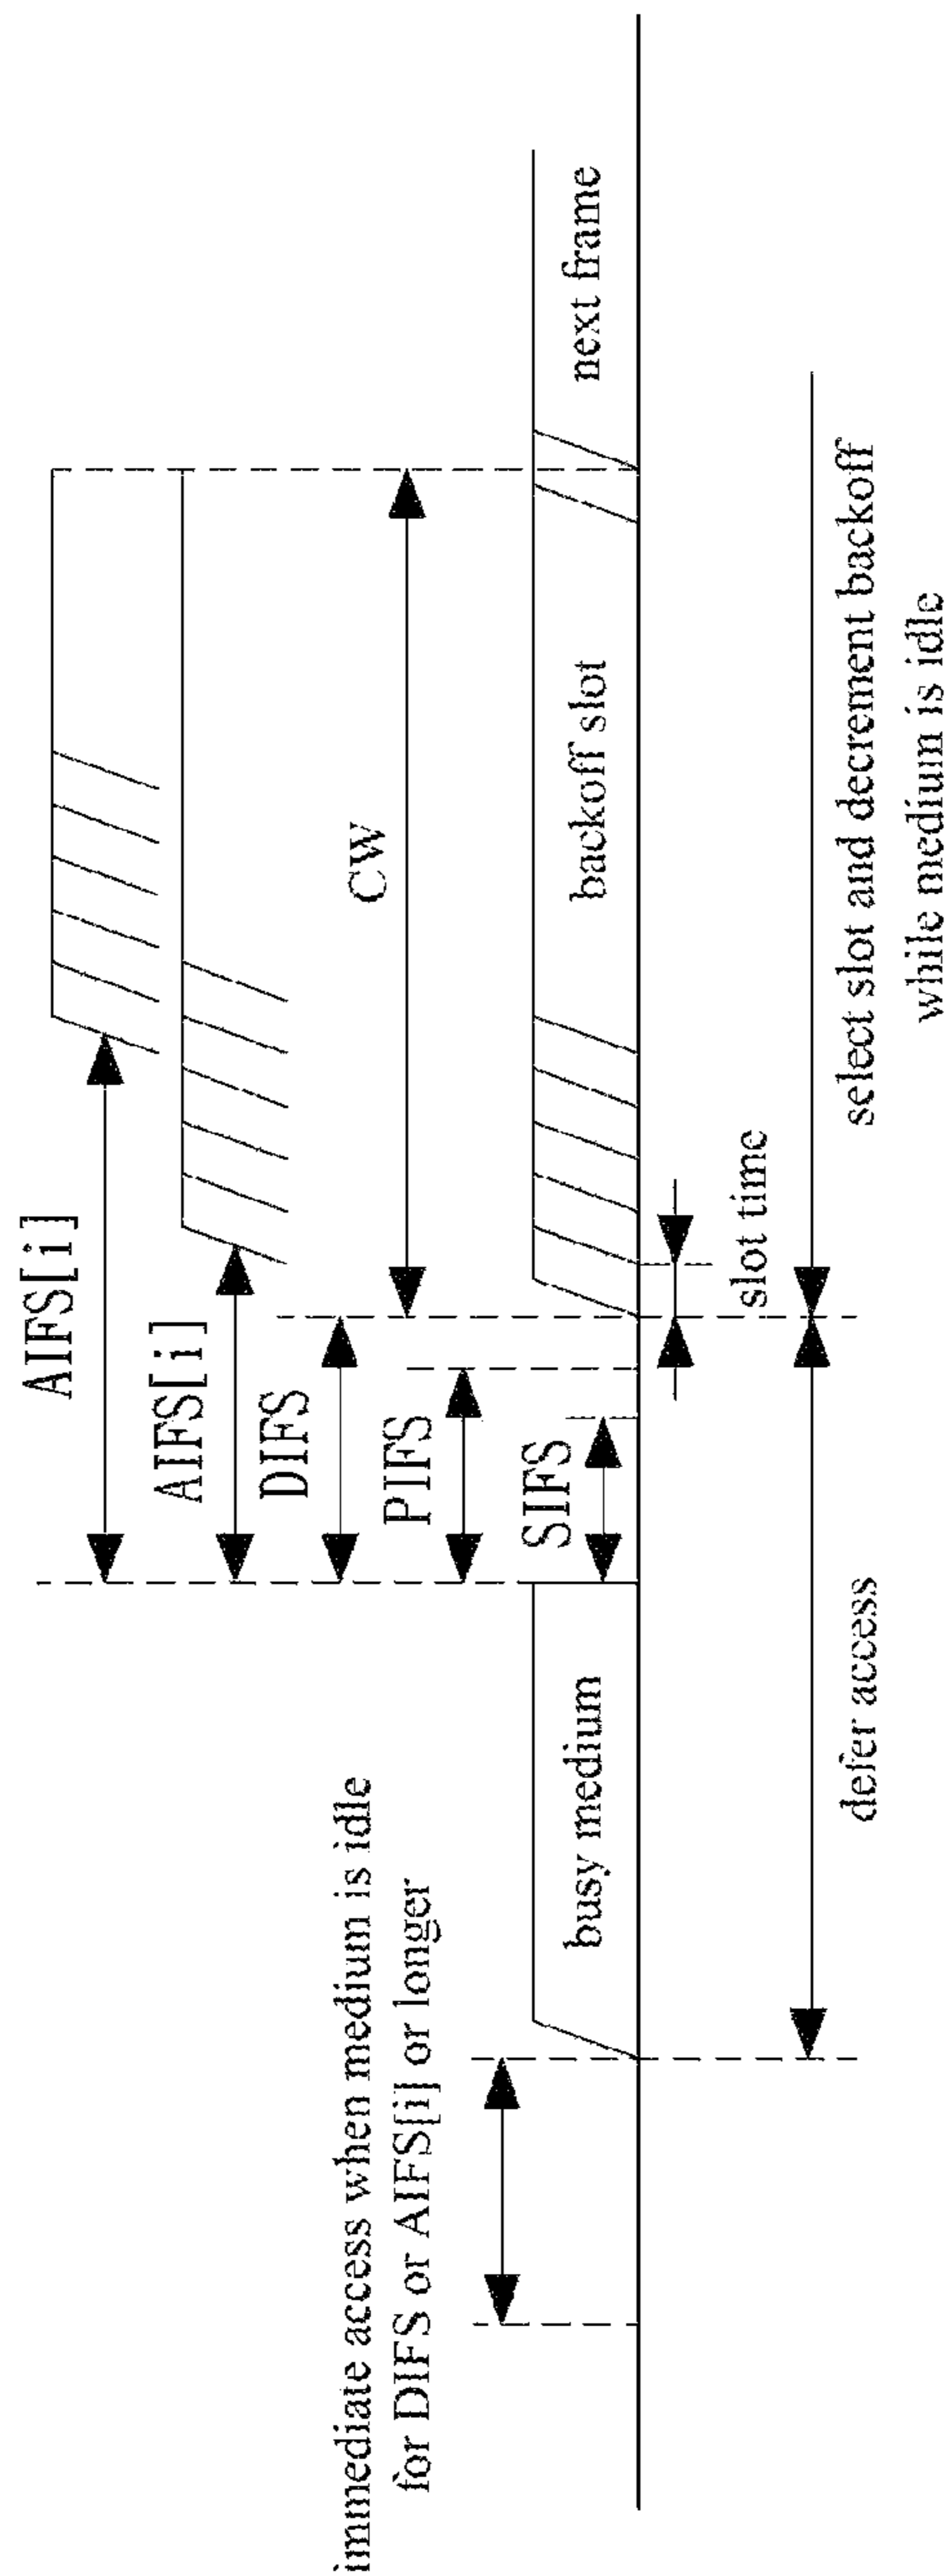 AIFS[i]
AIFS[i]
DIFS
PIFS
SIFS
immediate access when medium is idle
for DIFS or AIFS[i] or longer
CW
busy medium
backoff slot
next frame
slot time
defer access
select slot and decrement backoff
while medium is idle